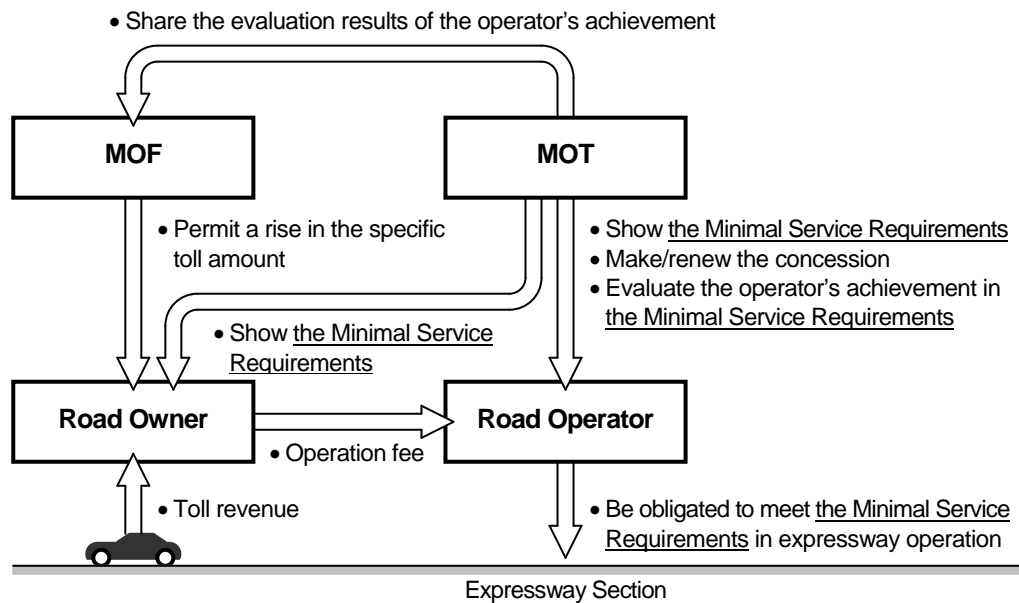 • Share the evaluation results of the operator’s achievement
MOF
MOT
• Permit a rise in the specific
toll amount
• Show the Minimal Service Requirements
• Make/renew the concession
• Evaluate the operator’s achievement in
the Minimal Service Requirements
• Show the Minimal Service
Requirements
Road Owner
Road Operator
• Operation fee
• Toll revenue
• Be obligated to meet the Minimal Service
Requirements in expressway operation
Expressway Section